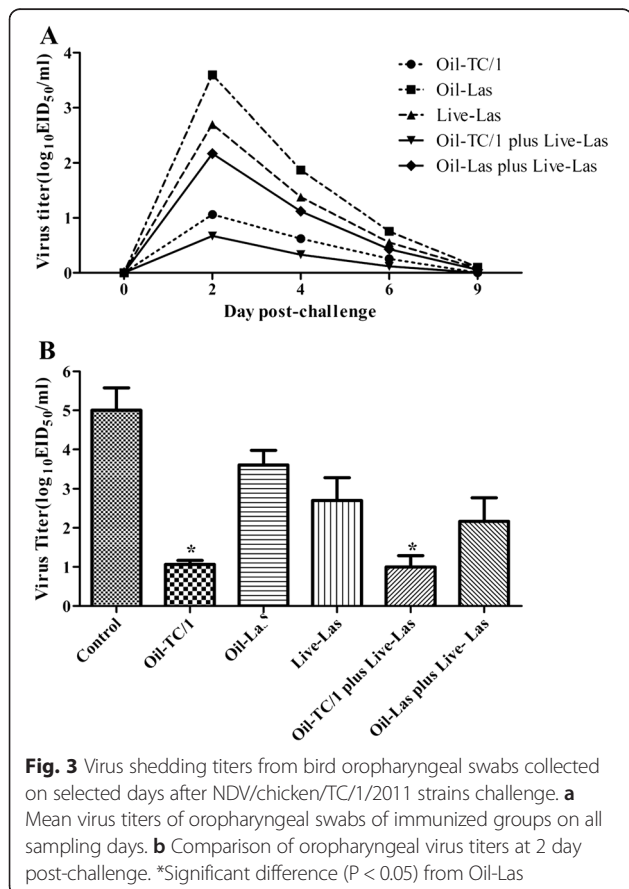 A
Virus titer(log10EID50/ml)
4
3
2
1
0
0 2 4 6 9
Day post-challenge
Oil-TC/1
Oil-Las
Live-Las
Oil-TC/1 plus Live-Las
Oil-Las plus Live-Las
B
Virus Titer(log10EID50/ml)
6
5
4
3
2
1
0
* *
Control
Oil-TC/1
Oil-LaS
Live-Las
Oil-TC/1 plus Live-Las
Oil-Las plus Live- Las
Fig. 3 Virus shedding titers from bird oropharyngeal swabs collected
on selected days after NDV/chicken/TC/1/2011 strains challenge. a
Mean virus titers of oropharyngeal swabs of immunized groups on all
sampling days. b Comparison of oropharyngeal virus titers at 2 day
post-challenge. *Significant difference (P < 0.05) from Oil-Las